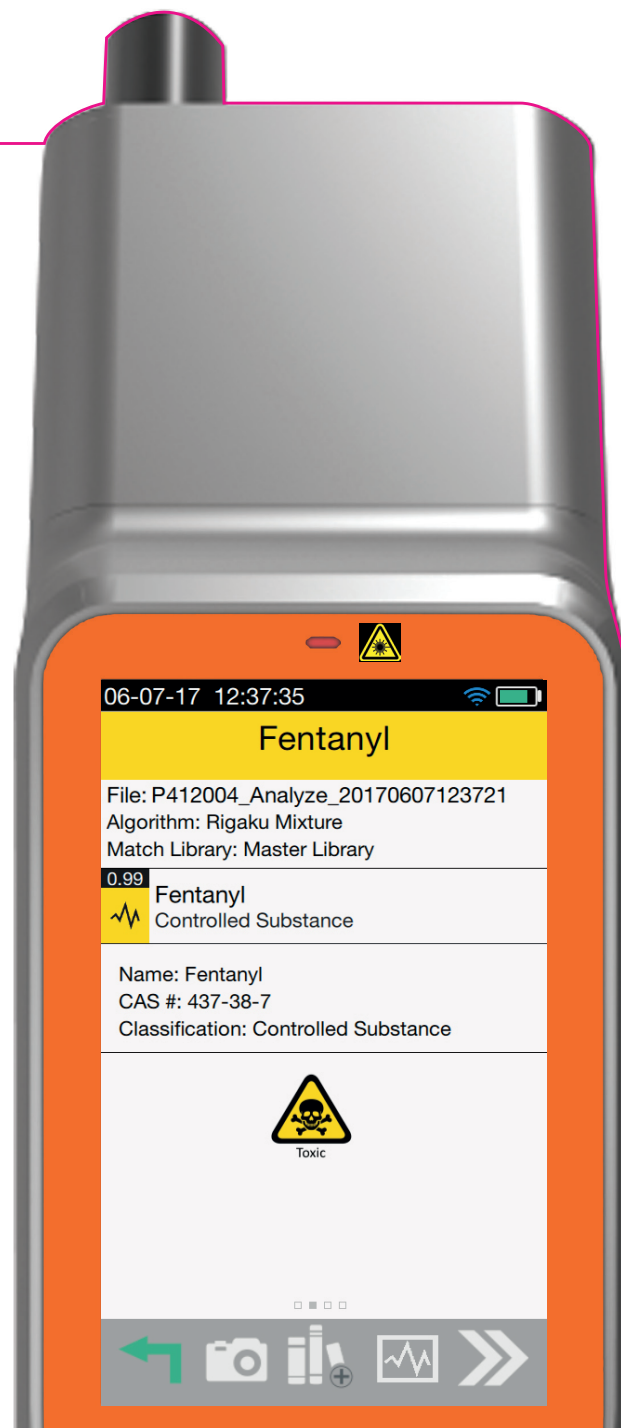 06-07-17 12:37:35
Fentanyl
File: P412004_Analyze_20170607123721
Algorithm: Rigaku Mixture
Match Library: Master Library
0.99
Fentanyl
Controlled Substance
Name: Fentanyl
CAS #: 437-38-7
Classification: Controlled Substance
Toxic